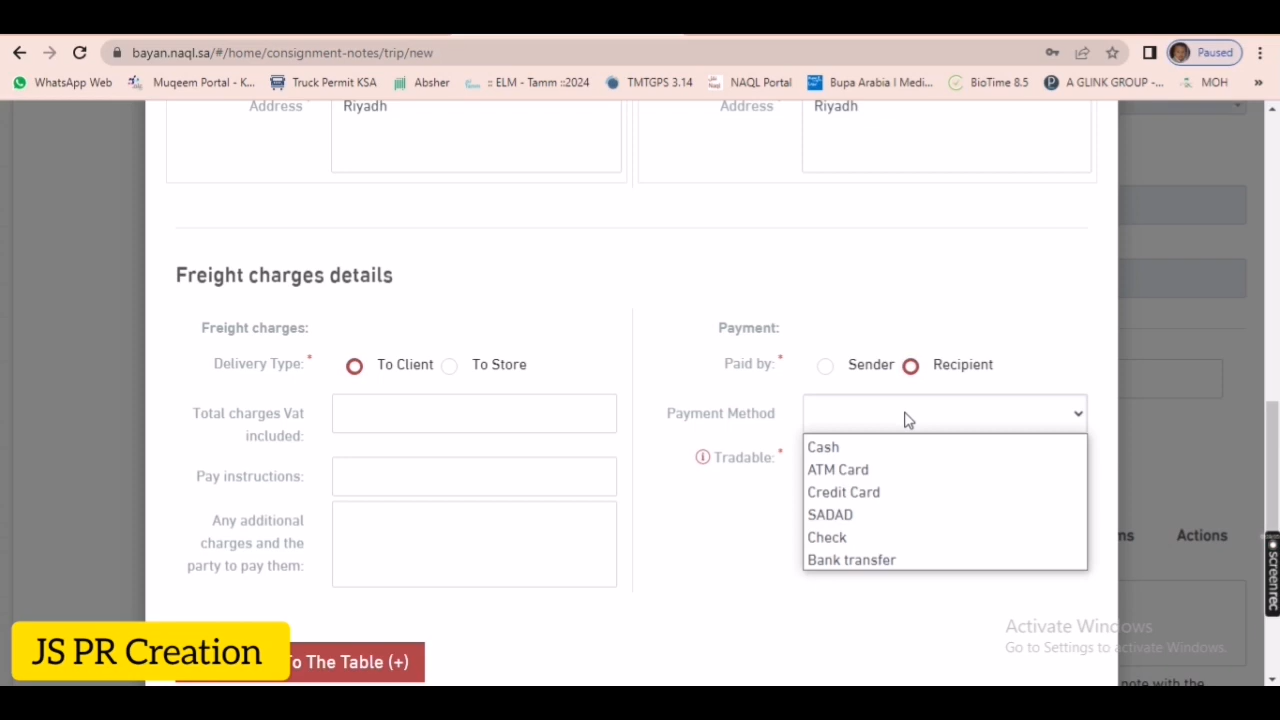 bayan.naql.sa/#/home/consignment-notes/trip/new
Paused
WhatsApp Web
Muqeem Portal - K...
Truck Permit KSA
Absher
:: ELM - Tamm ::2024
TMTGPS 3.14
NAQL Portal
Bupa Arabia l Medi...
BioTime 8.5
A GLINK GROUP -...
MOH
»
Address *
Riyadh
Address *
Riyadh
Freight charges details
Freight charges:
Payment:
Delivery Type: *
To Client
To Store
Paid by: *
Sender
Recipient
Total charges Vat
included:
Payment Method
Pay instructions:
Tradable: *
Cash
ATM Card
Credit Card
SADAD
Check
Bank transfer
Any additional
charges and the
party to pay them:
ns
Actions
Activate Windows
Go to Settings to activate Windows.
JS PR Creation
To The Table (+)
note with the
screenrec